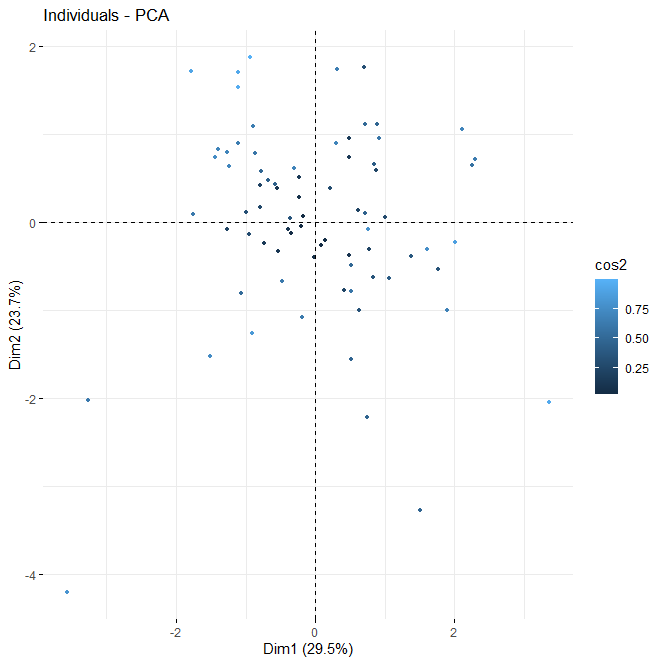 Individuals - PCA
2
0
-2
-4
Dim2 (23.7%)
-2
0
2
Dim1 (29.5%)
cos2
0.75
0.50
0.25